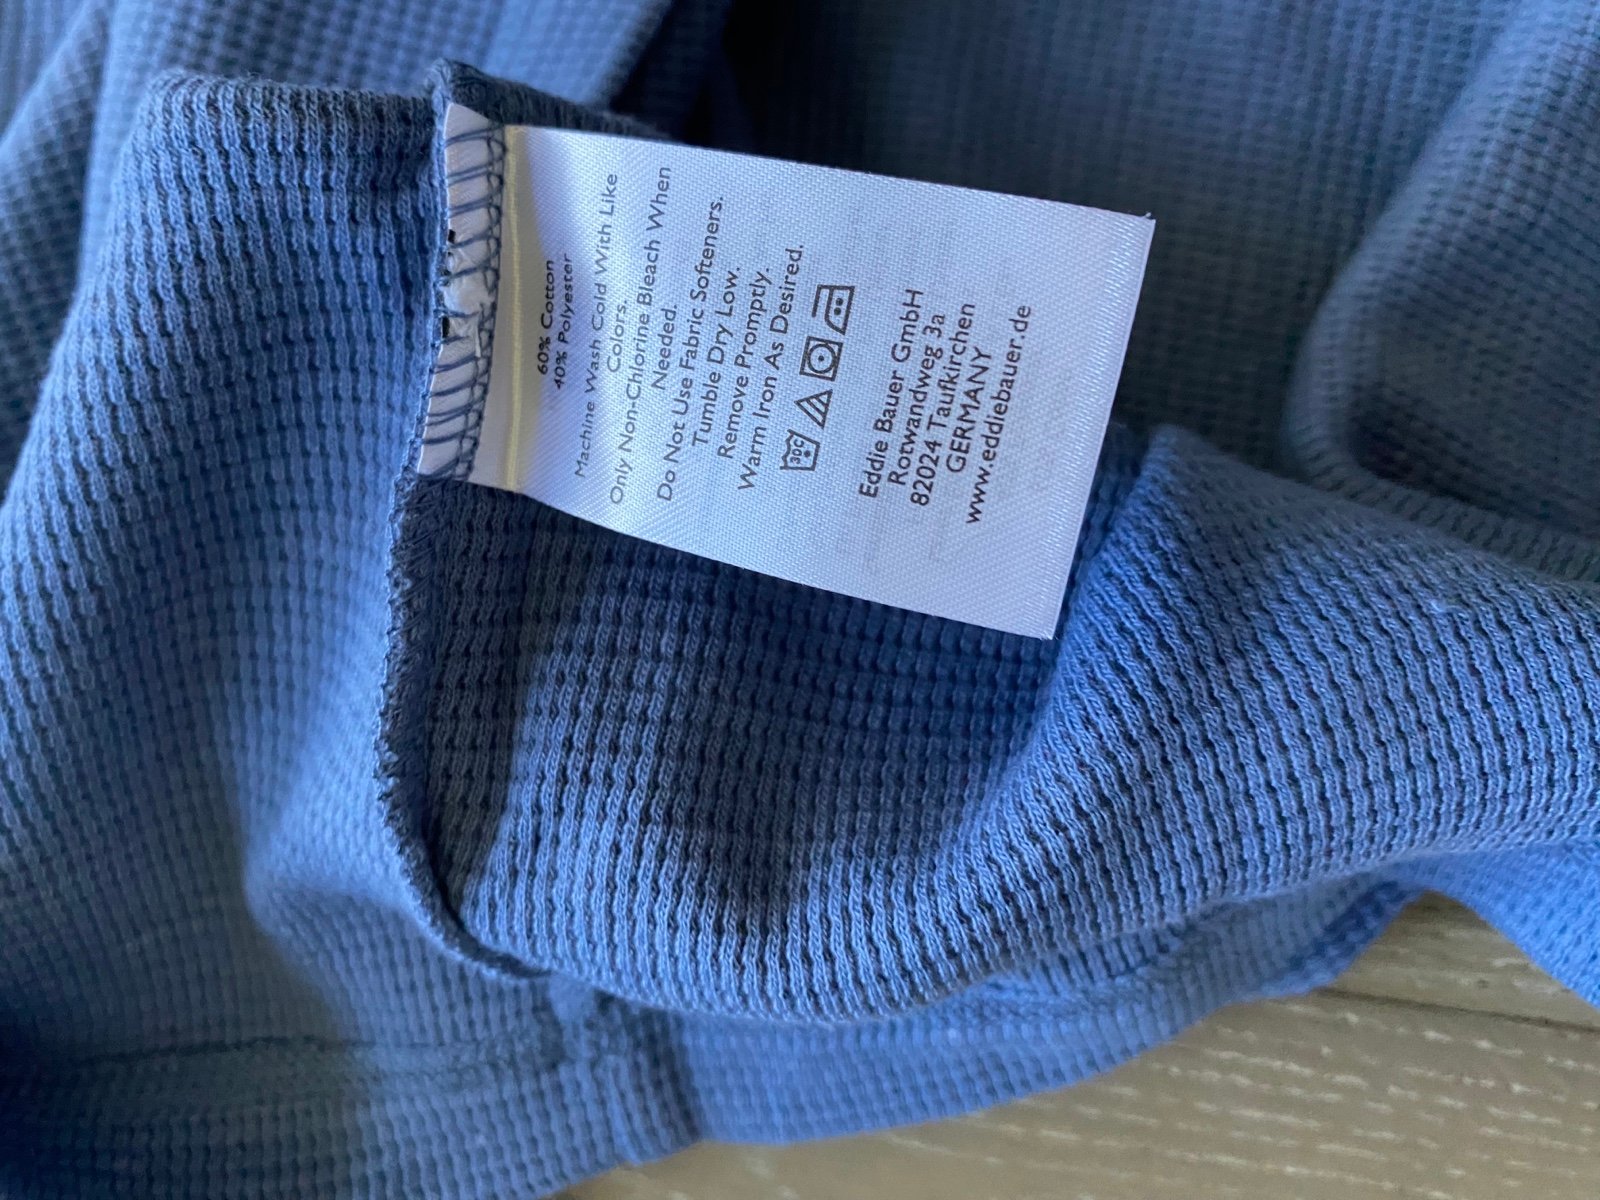 60% Cotton
40% Polyester
Machine Wash Cold With Like
Colors.
Only Non-Chlorine Bleach When
Needed.
Do Not Use Fabric Softeners.
Tumble Dry Low.
Remove Promptly.
Warm Iron As Desired.
30°
Eddie Bauer GmbH
Rotwandweg 3a
82024 Taufkirchen
GERMANY
www.eddiebauer.de